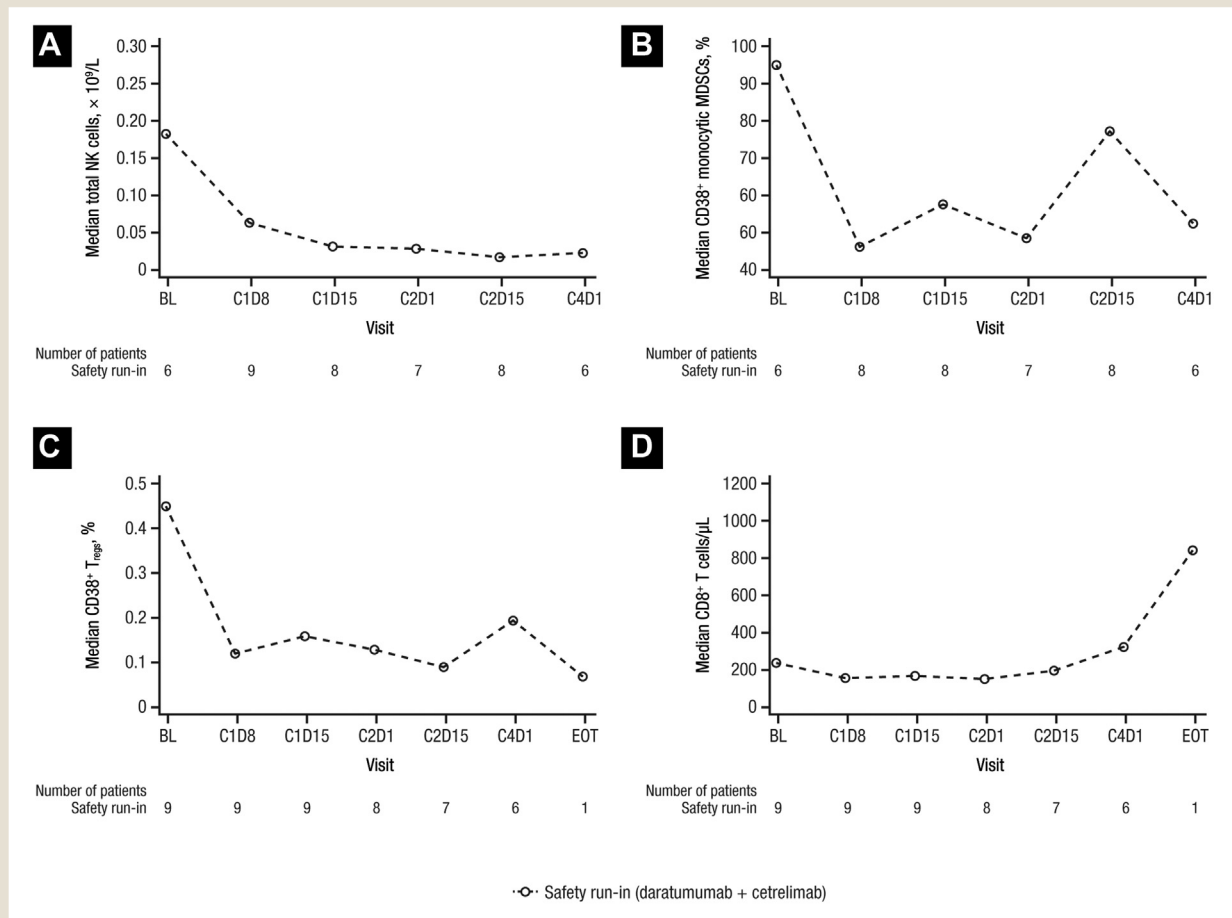 A
Median total NK cells, × 10⁹/L
0.30
0.25
0.20
0.15
0.10
0.05
0
BL C1D8 C1D15 C2D1 C2D15 C4D1
Visit
Number of patients
Safety run-in 6 9 8 7 8 6
B
Median CD38⁺ monocytic MDSCs, %
100
90
80
70
60
60
40
BL C1D8 C1D15 C2D1 C2D15 C4D1
Visit
Number of patients
Safety run-in 6 8 8 7 8 6
C
Median CD38⁺ Tregs, %
0.5
0.4
0.3
0.2
0.1
0
BL C1D8 C1D15 C2D1 C2D15 C4D1 EOT
Visit
Number of patients
Safety run-in 9 9 9 8 7 6 1
D
Median CD8⁺ T cells/µL
1200
1000
800
600
400
200
0
BL C1D8 C1D15 C2D1 C2D15 C4D1 EOT
Visit
Number of patients
Safety run-in 9 9 9 8 7 6 1
Safety run-in (daratumumab + cetrelimab)